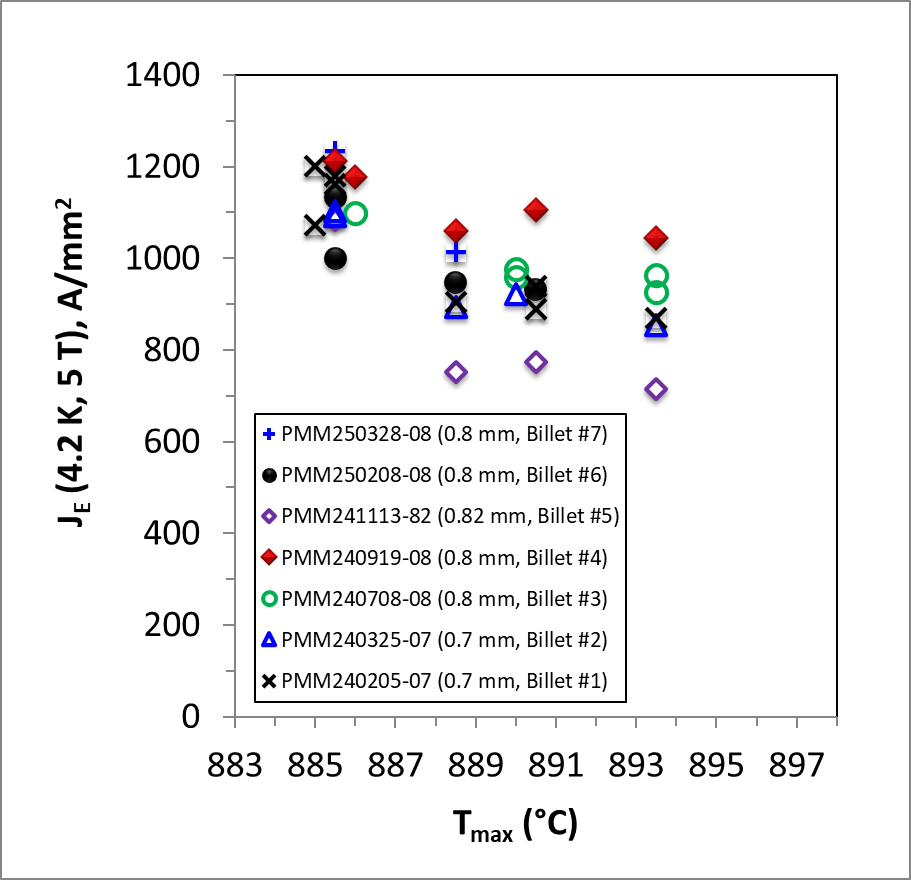 1400
1200
1000
800
600
400
200
0
J_E (4.2 K, 5 T), A/mm²
PMM250328-08 (0.8 mm, Billet #7)
PMM250208-08 (0.8 mm, Billet #6)
PMM241113-82 (0.82 mm, Billet #5)
PMM240919-08 (0.8 mm, Billet #4)
PMM240708-08 (0.8 mm, Billet #3)
PMM240325-07 (0.7 mm, Billet #2)
PMM240205-07 (0.7 mm, Billet #1)
883 885 887 889 891 893 895 897
T_max (°C)